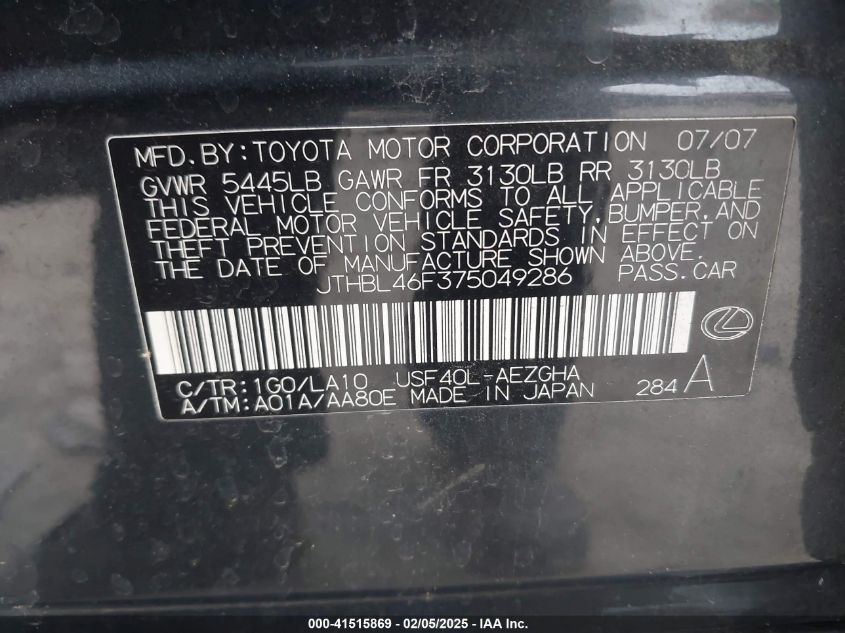 MFD.BY:TOYOTA MOTOR CORPORATION 07/07
GVWR 5445LB GAWR FR 3130LB RR 3130LB
THIS VEHICLE CONFORMS TO ALL APPLICABLE
FEDERAL MOTOR VEHICLE SAFETY,BUMPER,AND
THEFT PREVENTION STANDARDS IN EFFECT ON
THE DATE OF MANUFACTURE SHOWN ABOVE.
JTHBL46F375049286 PASS.CAR
C/TR:1G0/LA10 USF40L-AEZGHA
A/TM:A01A/AA80E MADE IN JAPAN 284A
000-41515869 - 02/05/2025 - IAA Inc.